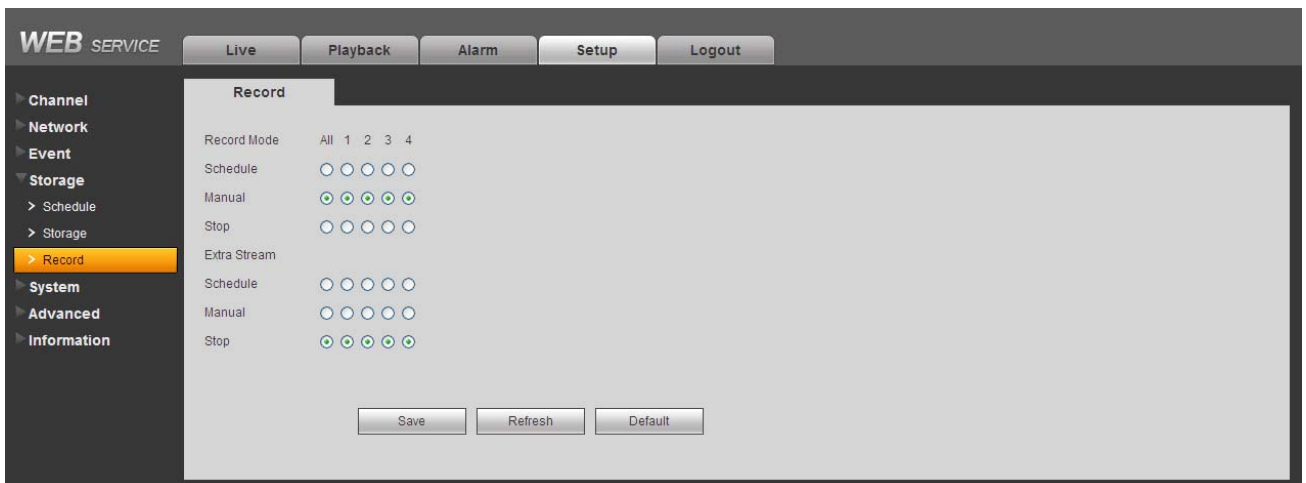 WEB SERVICE
Live Playback Alarm Setup Logout
Channel
Network
Event
Storage
> Schedule
> Storage
> Record
System
Advanced
Information
Record
Record Mode All 1 2 3 4
Schedule
Manual
Stop
Extra Stream
Schedule
Manual
Stop
Save Refresh Default